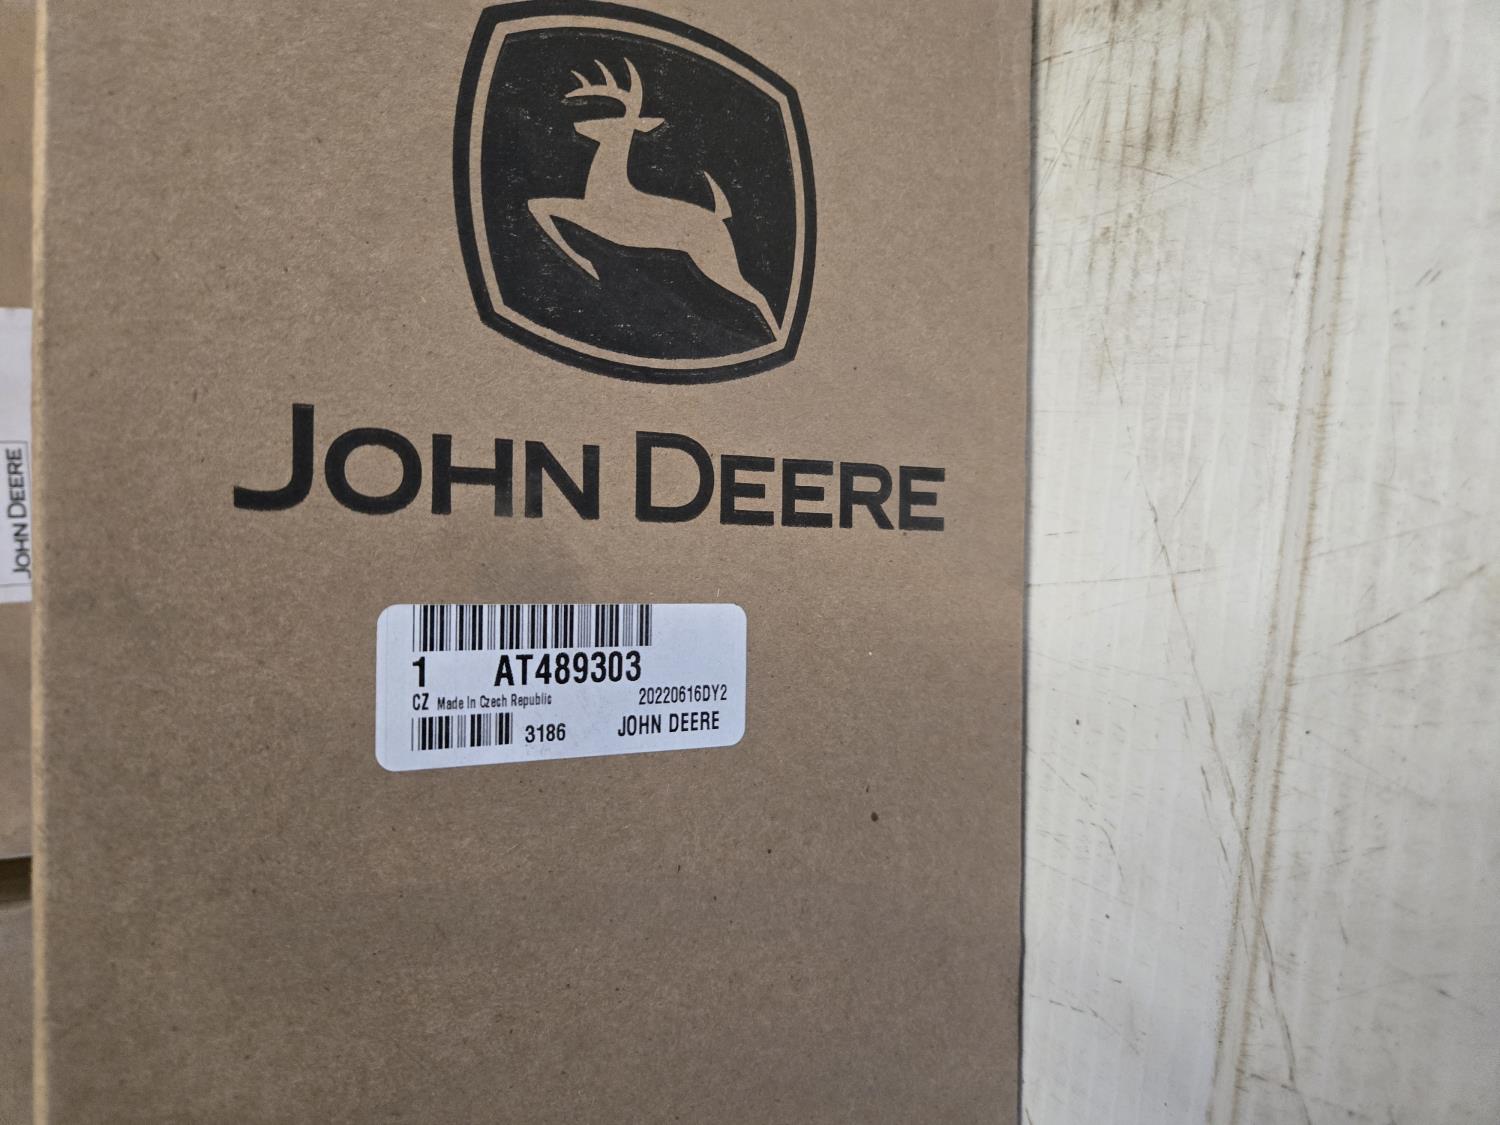 JOHN DEERE
JOHN DEERE
1 AT489303
CZ Made In Czech Republic 20220616DY2
3186 JOHN DEERE